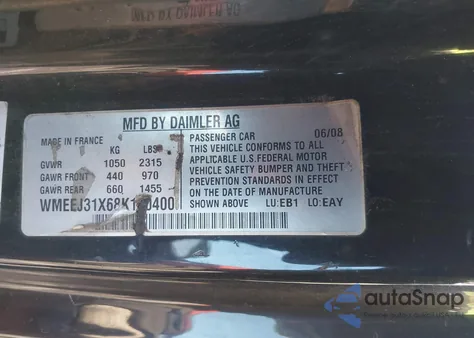 MFD BY DAIMLER AG
MADE IN FRANCE
KG LBS
GVWR 1050 2315
GAWR FRONT 440 970
GAWR REAR 660 1455
PASSENGER CAR 06/08
THIS VEHICLE CONFORMS TO ALL
APPLICABLE U.S. FEDERAL MOTOR
VEHICLE SAFETY BUMPER AND THEFT
PREVENTION STANDARDS IN EFFECT
ON THE DATE OF MANUFACTURE
SHOWN ABOVE LU:EB1 LO:EAY
autoSnap